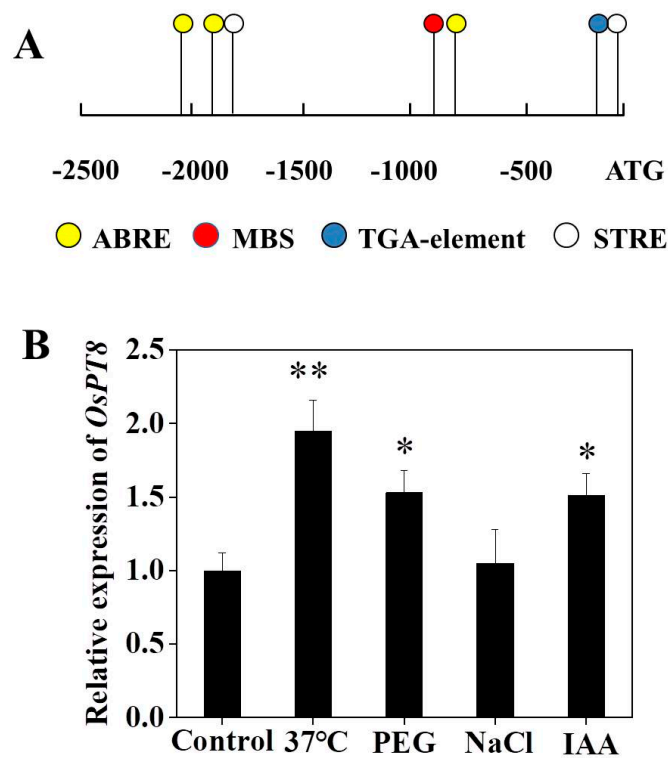 A
-2500 -2000 -1500 -1000 -500 ATG
ABRE MBS TGA-element STRE
B
Relative expression of OsPT8
2.5
2.0
1.5
1.0
0.5
0.0
** * *
Control 37°C PEG NaCl IAA